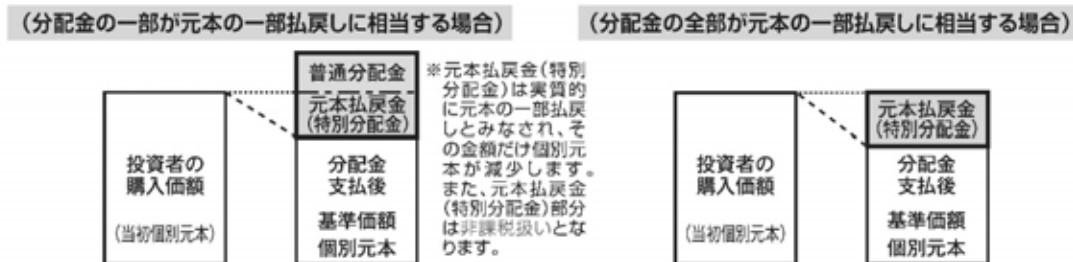 (分配金の一部が元本の一部払戻しに相当する場合)
普通分配金
元本払戻金
(特別分配金)
投資者の
購入価額
(当初個別元本)
分配金
支払後
基準価額
個別元本
※元本払戻金(特別
分配金)は実質的
に元本の一部払戻
しとみなされ、そ
の金額だけ個別元
本が減少します。
また、元本払戻金
(特別分配金)部分
は非課税扱いとな
ります。
(分配金の全部が元本の一部払戻しに相当する場合)
元本払戻金
(特別分配金)
投資者の
購入価額
(当初個別元本)
分配金
支払後
基準価額
個別元本